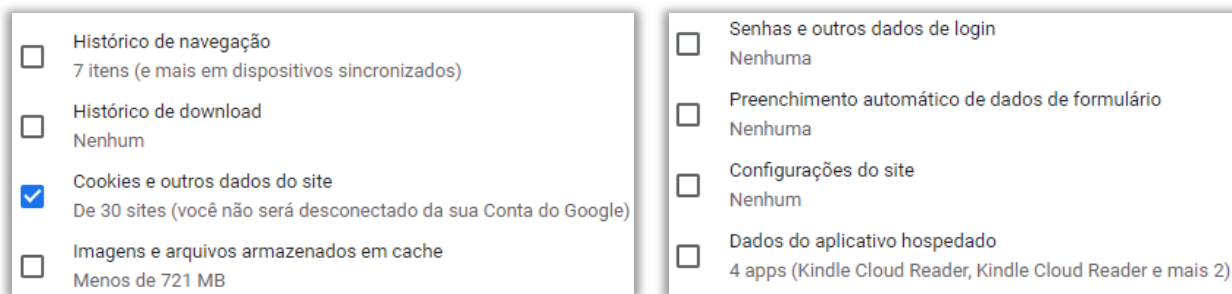 Histórico de navegação
7 itens (e mais em dispositivos sincronizados)
Histórico de download
Nenhum
Cookies e outros dados do site
De 30 sites (você não será desconectado da sua Conta do Google)
Imagens e arquivos armazenados em cache
Menos de 721 MB
Senhas e outros dados de login
Nenhuma
Preenchimento automático de dados de formulário
Nenhuma
Configurações do site
Nenhum
Dados do aplicativo hospedado
4 apps (Kindle Cloud Reader, Kindle Cloud Reader e mais 2)